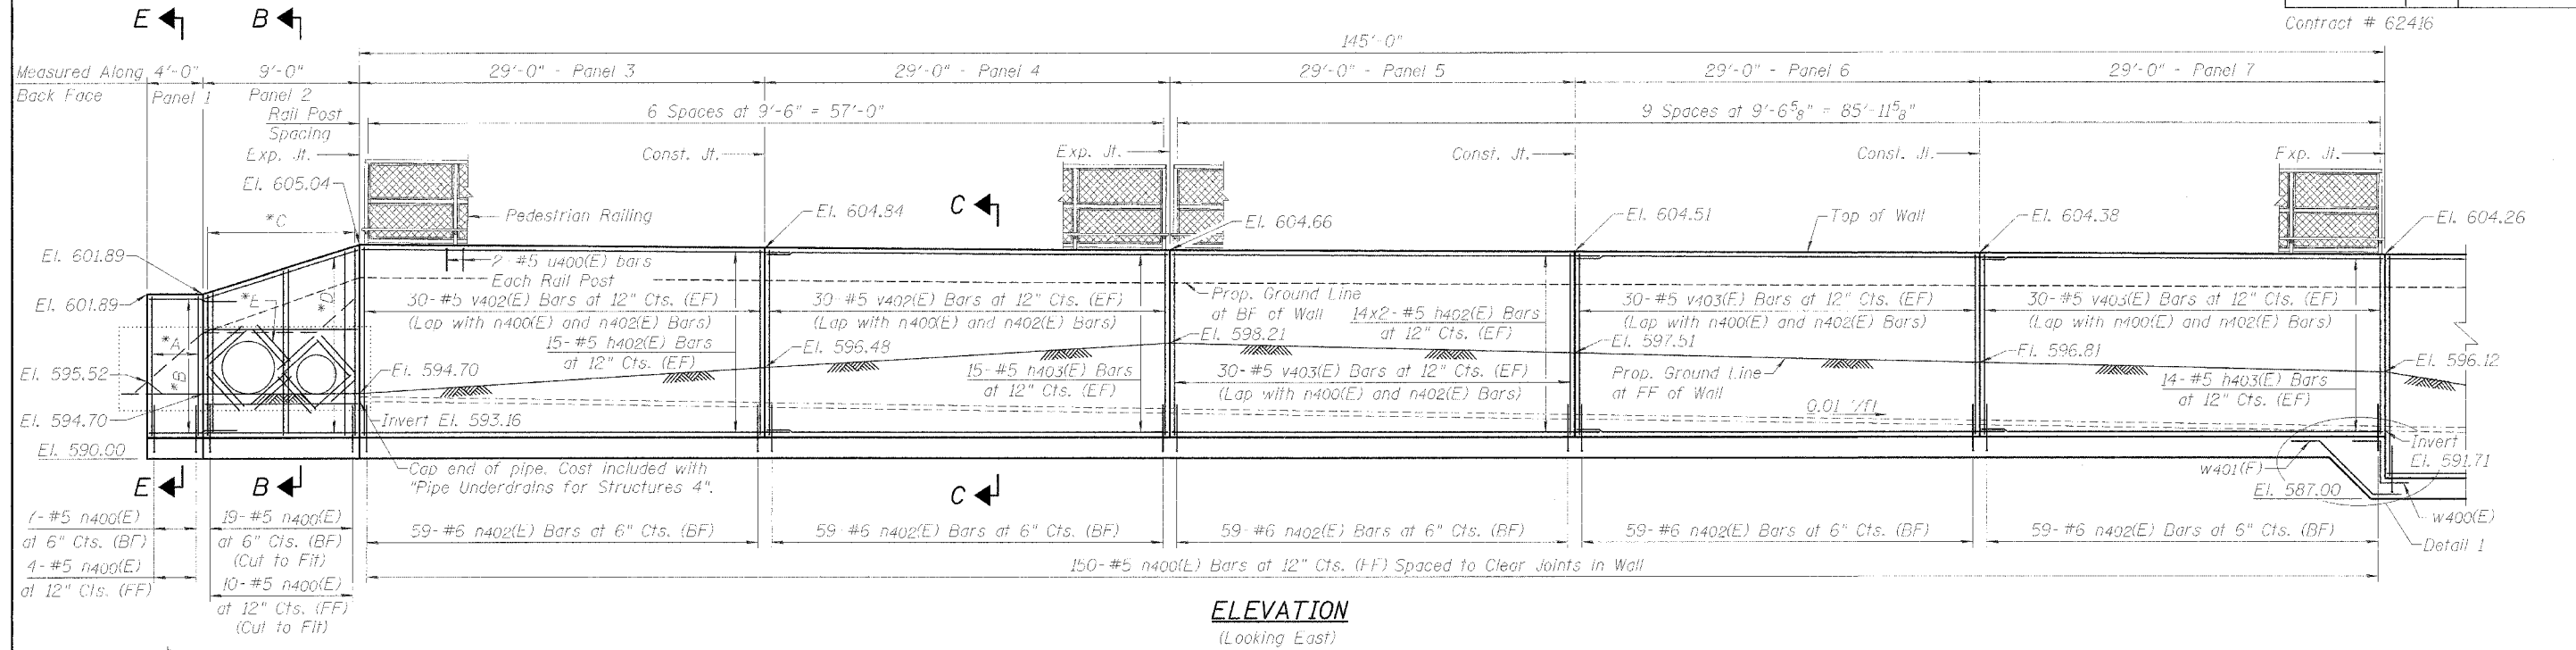 Contract # 62416
E
B
145'-0"
Measured Along
Back Face
4'-0"
Panel 1
9'-0"
Panel 2
29'-0" - Panel 3
29'-0" - Panel 4
29'-0" - Panel 5
29'-0" - Panel 6
29'-0" - Panel 7
Rail Post
Spacing
6 Spaces at 9'-6" = 57'-0"
9 Spaces at 9'-6 5/8" = 85'-11 5/8"
Exp. Jt.
Const. Jt.
Exp. Jt.
Const. Jt.
Const. Jt.
Exp. Jt.
El. 605.04
Pedestrian Railing
*C
El. 604.84
C
El. 604.66
El. 604.51
Top of Wall
El. 604.38
El. 604.26
El. 601.89
El. 601.89
2-#5 u400(E) bars
Each Rail Post
*E
*D
*A
*B
30-#5 v402(E) Bars at 12" Cts. (EF)
(Lap with n400(E) and n402(E) Bars)
15-#5 h402(E) Bars
at 12" Cts. (EF)
30-#5 v402(E) Bars at 12" Cts. (EF)
(Lap with n400(E) and n402(E) Bars)
Prop. Ground Line
at BF of Wall
14x2-#5 h402(E) Bars
at 12" Cts. (EF)
30-#5 v403(E) Bars at 12" Cts. (EF)
(Lap with n400(E) and n402(E) Bars)
30-#5 v403(E) Bars at 12" Cts. (EF)
(Lap with n400(E) and n402(E) Bars)
El. 595.52
El. 594.70
El. 596.48
El. 598.21
El. 597.51
El. 596.81
El. 596.12
15-#5 h403(E) Bars
at 12" Cts. (EF)
30-#5 v403(E) Bars at 12" Cts. (EF)
(Lap with n400(E) and n402(E) Bars)
Prop. Ground Line
at FF of Wall
14-#5 h403(E) Bars
at 12" Cts. (EF)
0.01 '/ft
El. 594.70
Invert El. 593.16
El. 590.00
Invert
El. 591.71
Cap end of pipe. Cost included with
"Pipe Underdrains for Structures 4".
w401(E)
El. 587.00
w400(E)
Detail 1
E
B
C
7-#5 n400(E)
at 6" Cts. (BF)
4-#5 n400(E)
at 12" Cts. (FF)
19-#5 n400(E)
at 6" Cts. (BF)
(Cut to Fit)
10-#5 n400(E)
at 12" Cts. (FF)
(Cut to Fit)
59-#6 n402(E) Bars at 6" Cts. (BF)
59-#6 n402(E) Bars at 6" Cts. (BF)
59-#6 n402(E) Bars at 6" Cts. (BF)
59-#6 n402(E) Bars at 6" Cts. (BF)
59-#6 n402(E) Bars at 6" Cts. (BF)
150-#5 n400(E) Bars at 12" Cts. (FF) Spaced to Clear Joints in Wall
ELEVATION
(Looking East)